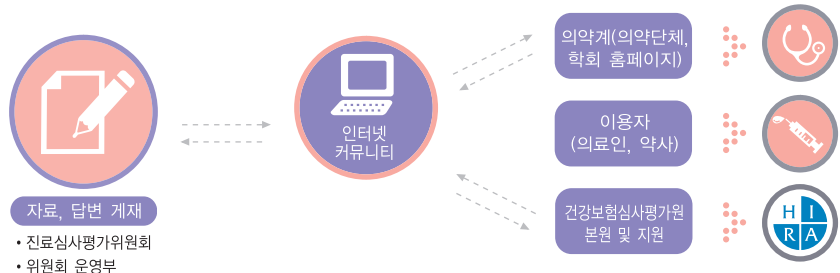 자료, 답변 게재
• 진료심사평가위원회
• 위원회 운영부
인터넷
커뮤니티
의약계(의약단체,
학회 홈페이지)
이용자
(의료인, 약사)
건강보험심사평가원
본원 및 지원
H I
R A